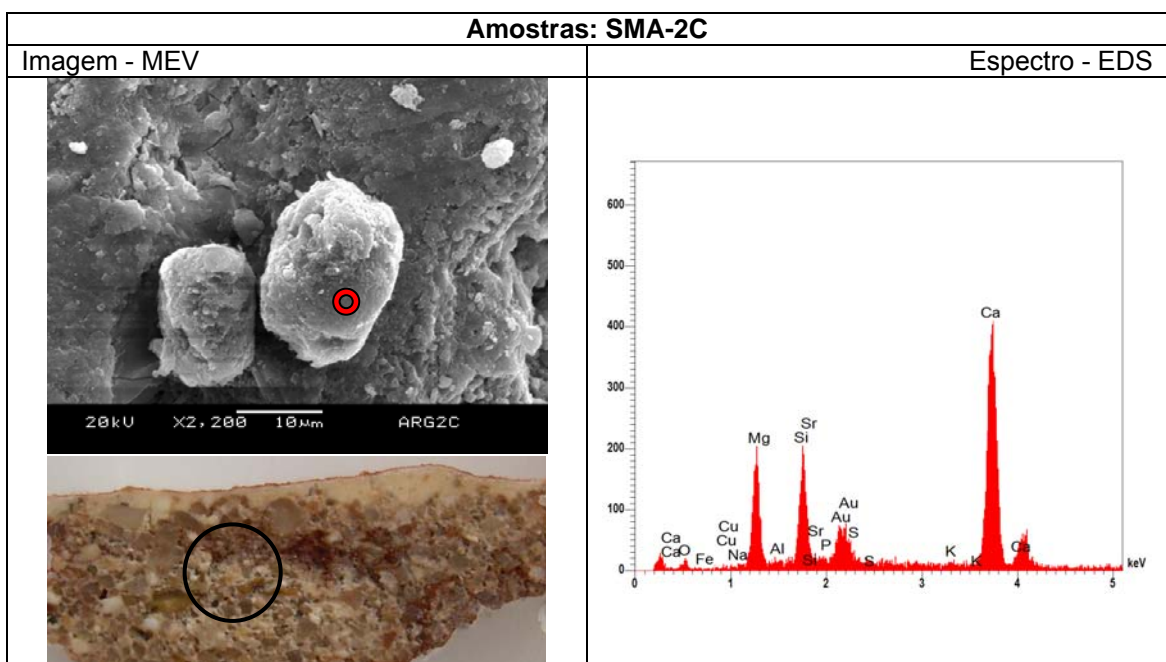 Amostras: SMA-2C
Imagem - MEV
Espectro - EDS
20kV X2,200 10µm ARG2C
600
500
400
300
200
100
0
Ca
Ca
O
Fe
Cu
Cu
Na
Mg
Al
Sr
Si
Sr
Si
P
Au
Au
S
S
K
K
Ca
Ca
keV
0 1 2 3 4 5